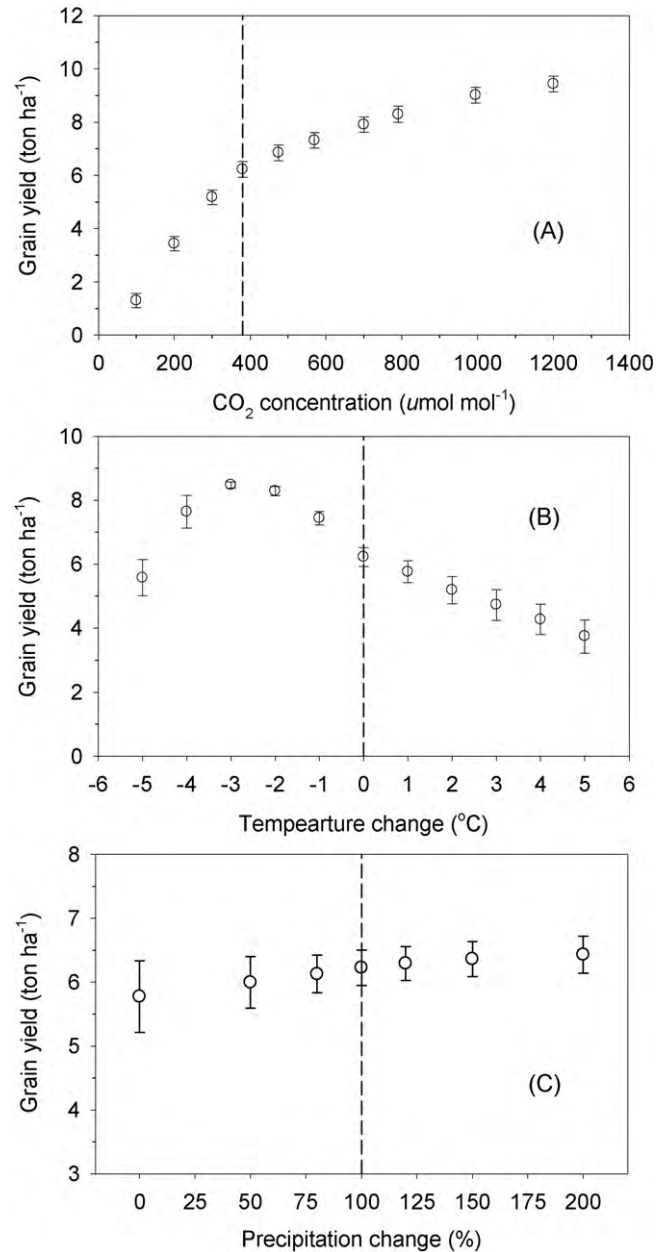 12
10
8
6
4
2
0
Grain yield (ton ha⁻¹)
(A)
0 200 400 600 800 1000 1200 1400
CO₂ concentration (umol mol⁻¹)
10
8
6
4
2
0
Grain yield (ton ha⁻¹)
(B)
-6 -5 -4 -3 -2 -1 0 1 2 3 4 5 6
Tempearture change (°C)
8
7
6
5
4
3
Grain yield (ton ha⁻¹)
(C)
0 25 50 75 100 125 150 175 200
Precipitation change (%)